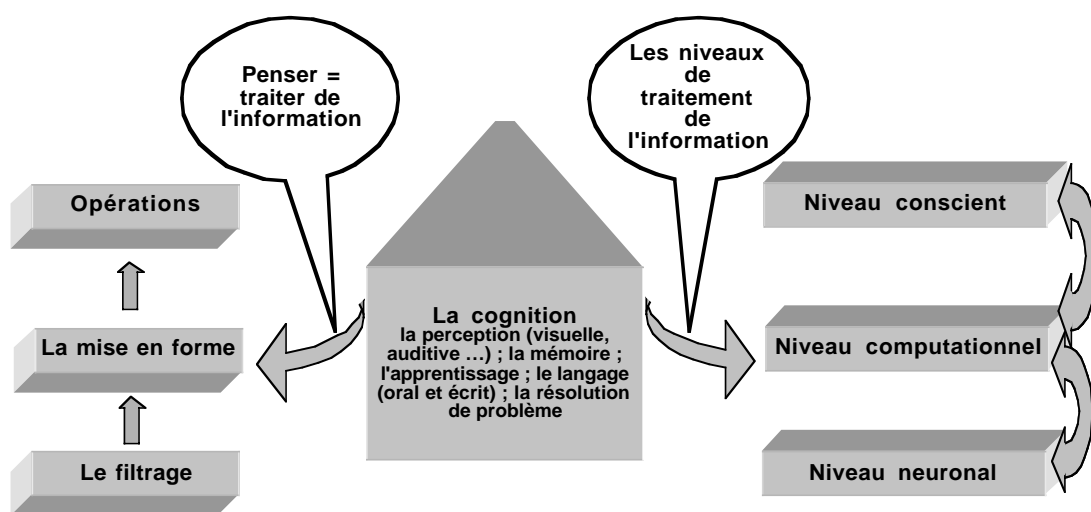 Penser =
traiter de
l'information
Les niveaux
de
traitement
de
l'information
Opérations
La mise en forme
Le filtrage
La cognition
la perception (visuelle,
auditive …) ; la mémoire ;
l'apprentissage ; le langage
(oral et écrit) ; la résolution
de problème
Niveau conscient
Niveau computationnel
Niveau neuronal